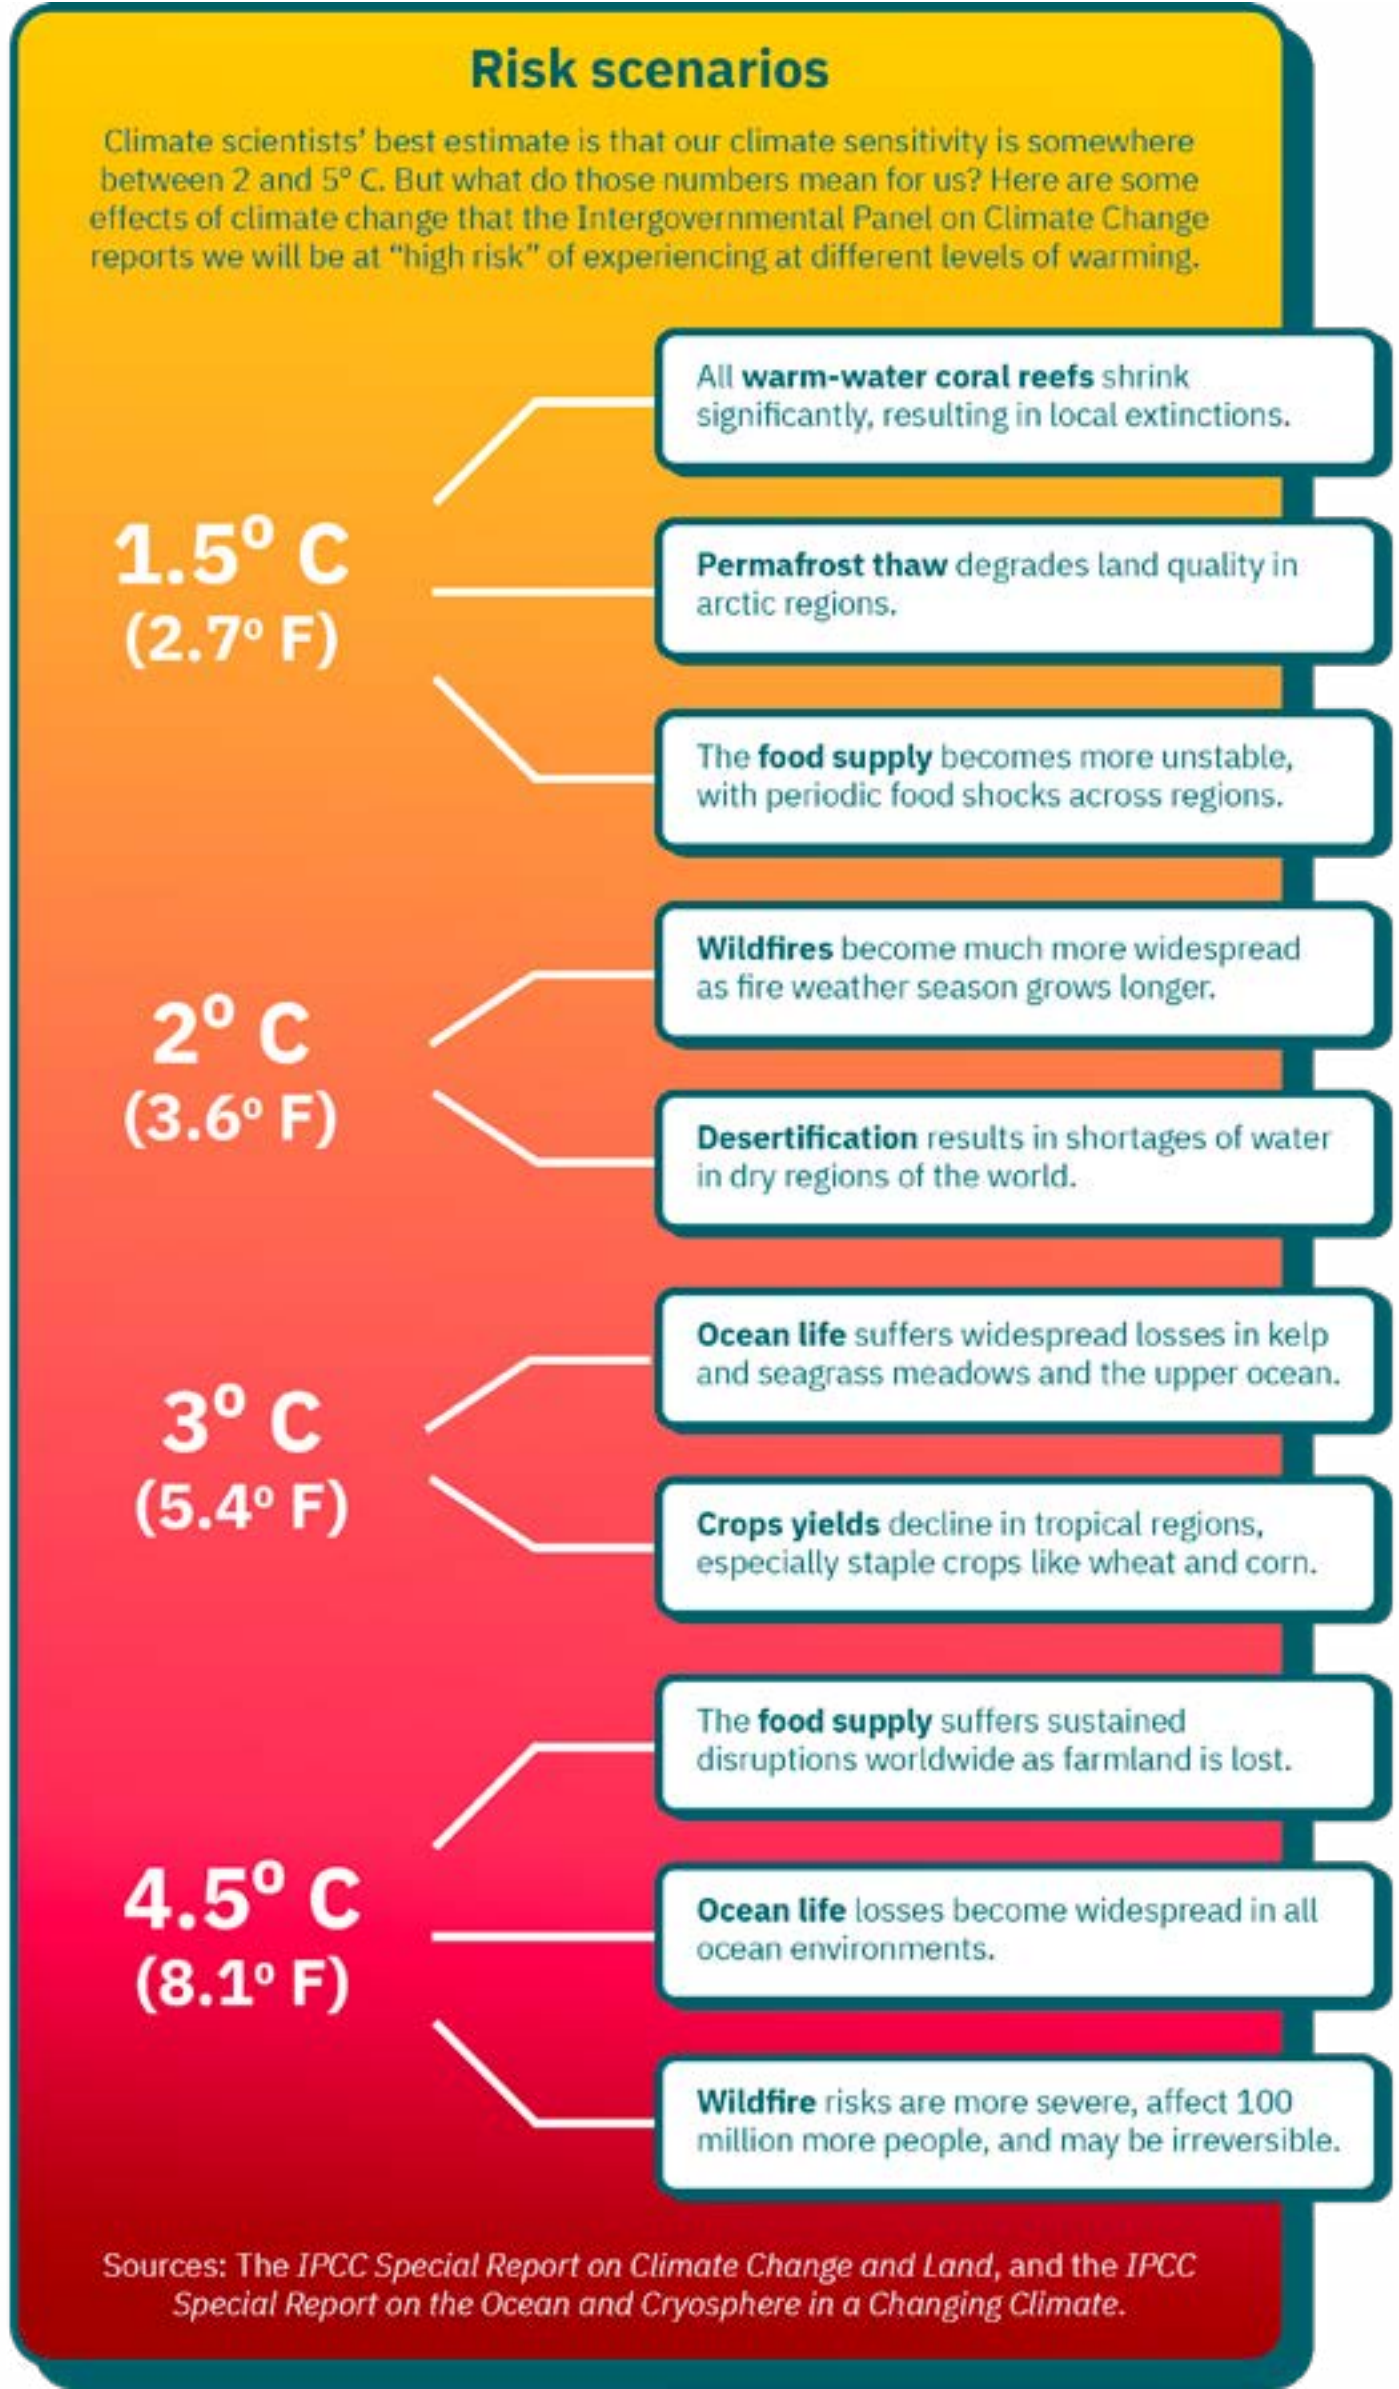 Risk scenarios
Climate scientists’ best estimate is that our climate sensitivity is somewhere
between 2 and 5° C. But what do those numbers mean for us? Here are some
effects of climate change that the Intergovernmental Panel on Climate Change
reports we will be at “high risk” of experiencing at different levels of warming.
1.5º C
(2.7º F)
All warm-water coral reefs shrink
significantly, resulting in local extinctions.
Permafrost thaw degrades land quality in
arctic regions.
The food supply becomes more unstable,
with periodic food shocks across regions.
2º C
(3.6º F)
Wildfires become much more widespread
as fire weather season grows longer.
Desertification results in shortages of water
in dry regions of the world.
3º C
(5.4º F)
Ocean life suffers widespread losses in kelp
and seagrass meadows and the upper ocean.
Crops yields decline in tropical regions,
especially staple crops like wheat and corn.
4.5º C
(8.1º F)
The food supply suffers sustained
disruptions worldwide as farmland is lost.
Ocean life losses become widespread in all
ocean environments.
Wildfire risks are more severe, affect 100
million more people, and may be irreversible.
Sources: The IPCC Special Report on Climate Change and Land, and the IPCC
Special Report on the Ocean and Cryosphere in a Changing Climate.